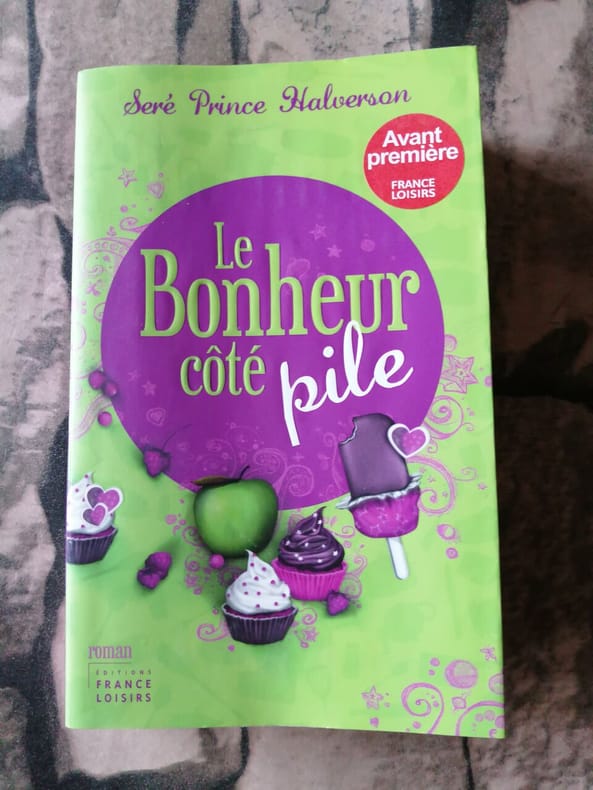 Seré Prince Halverson
Avant
première
FRANCE
LOISIRS
Le
Bonheur
côté pile
roman
ÉDITIONS
FRANCE
LOISIRS